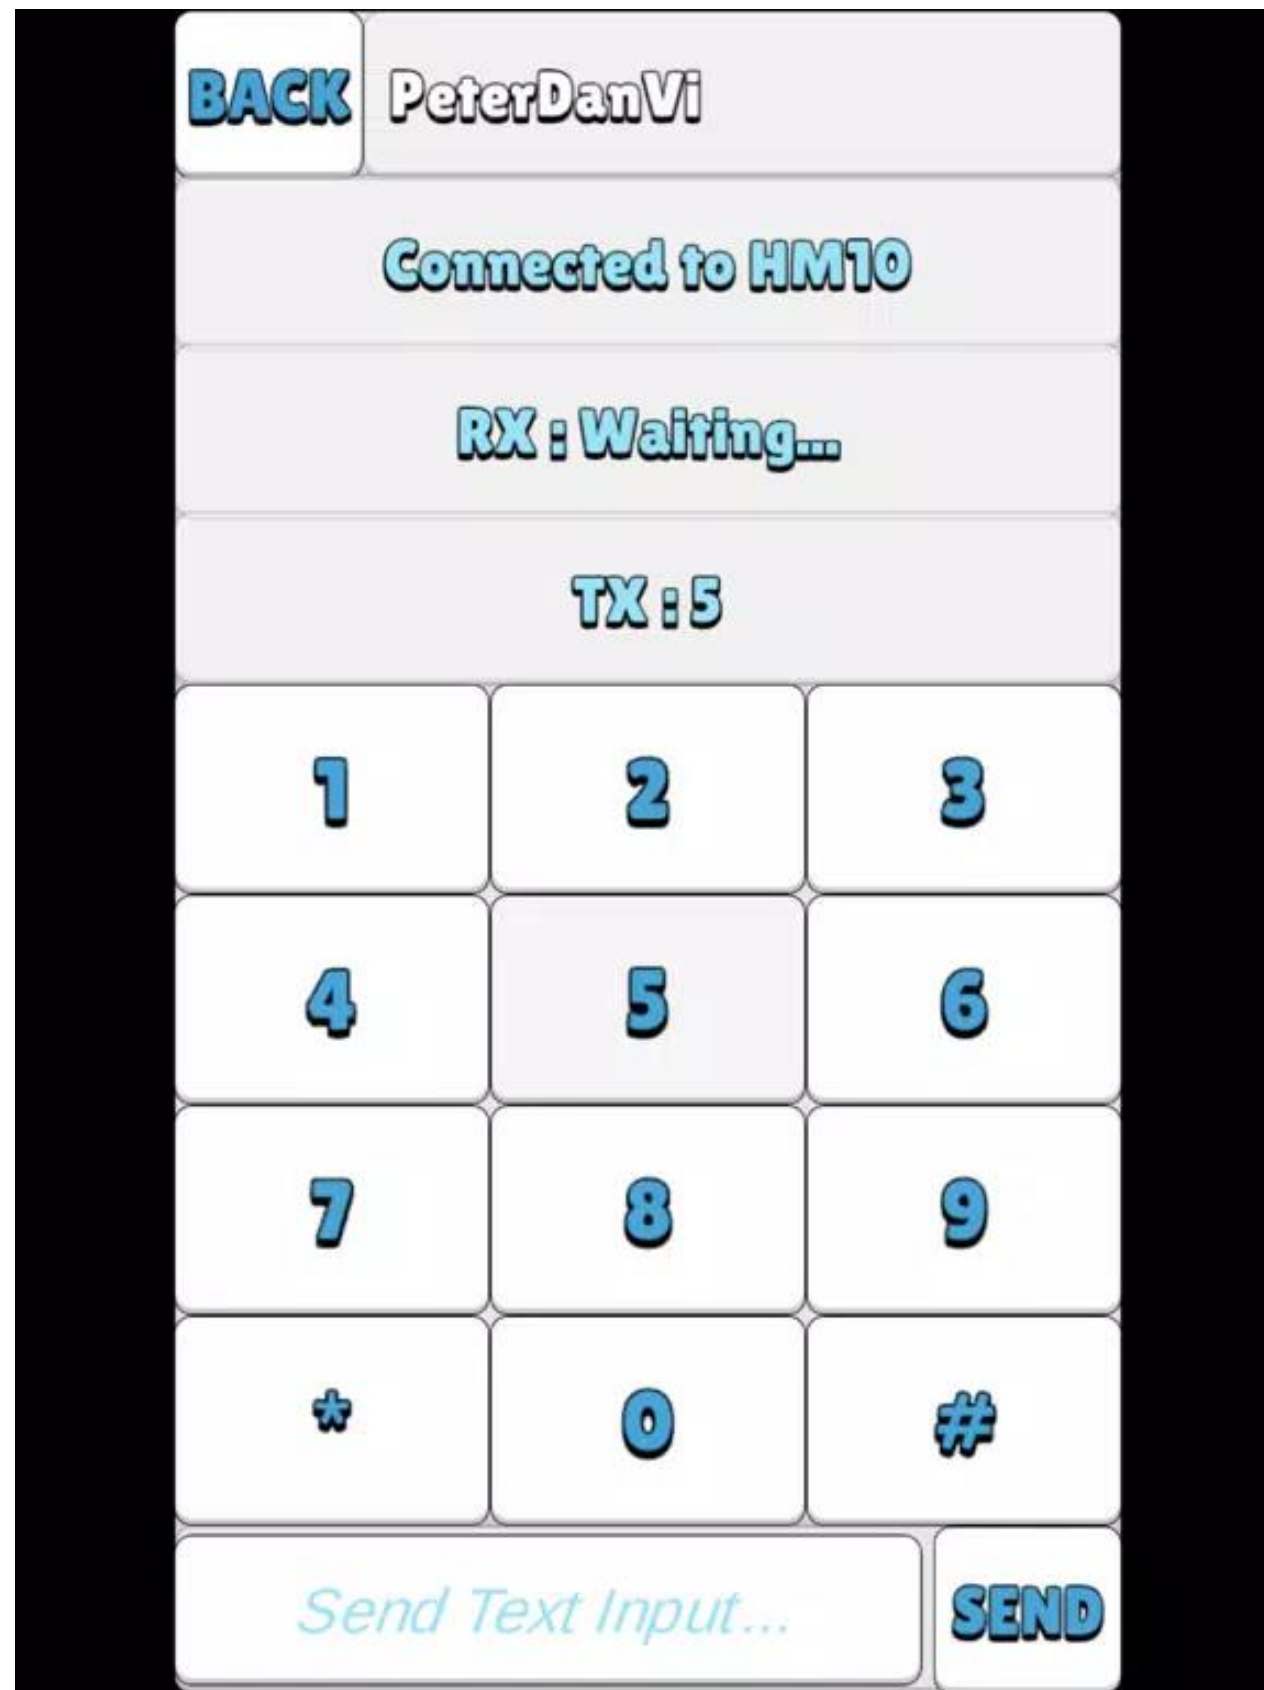 BACK PeterDanVi
Connected to HM10
RX : Waiting...
TX : 5
1 2 3
4 5 6
7 8 9
* 0 #
Send Text Input... SEND